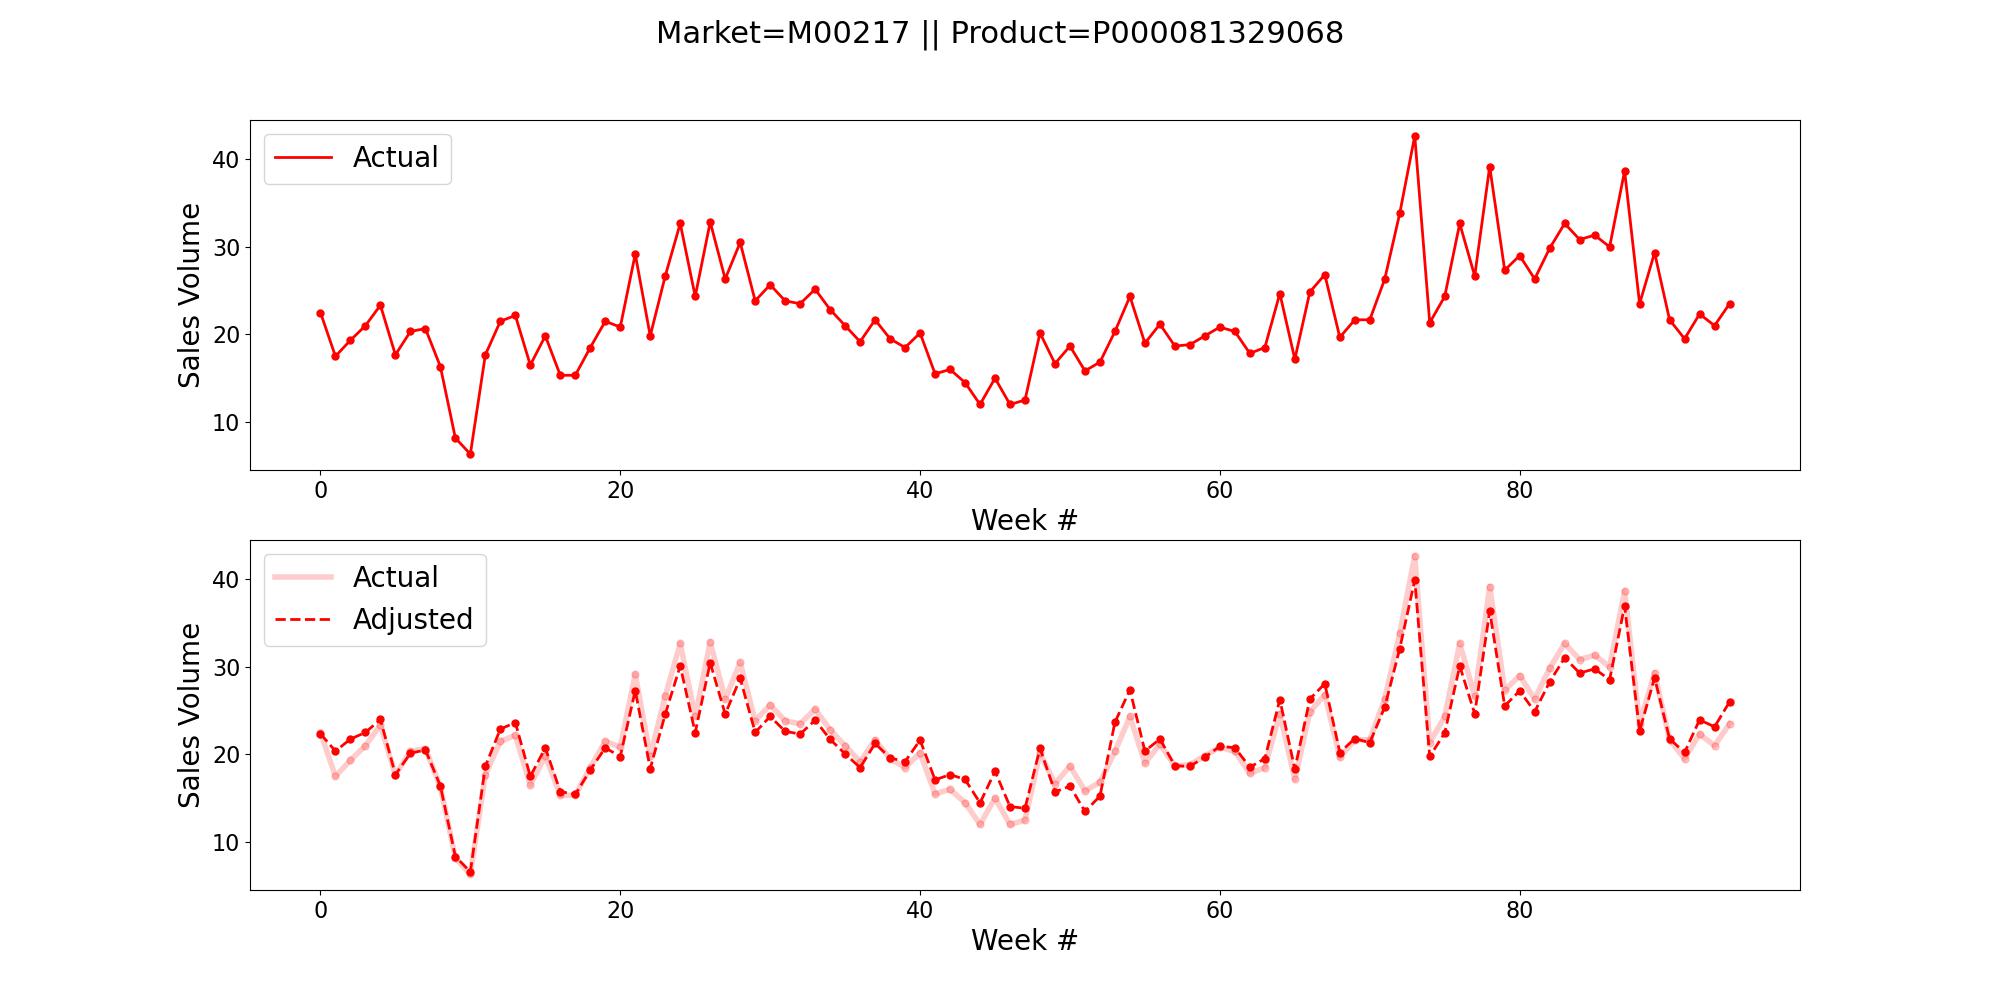 Market=M00217 || Product=P000081329068
Actual
Sales Volume
40
30
20
10
0 20 40 60 80
Week #
Actual
Adjusted
Sales Volume
40
30
20
10
0 20 40 60 80
Week #